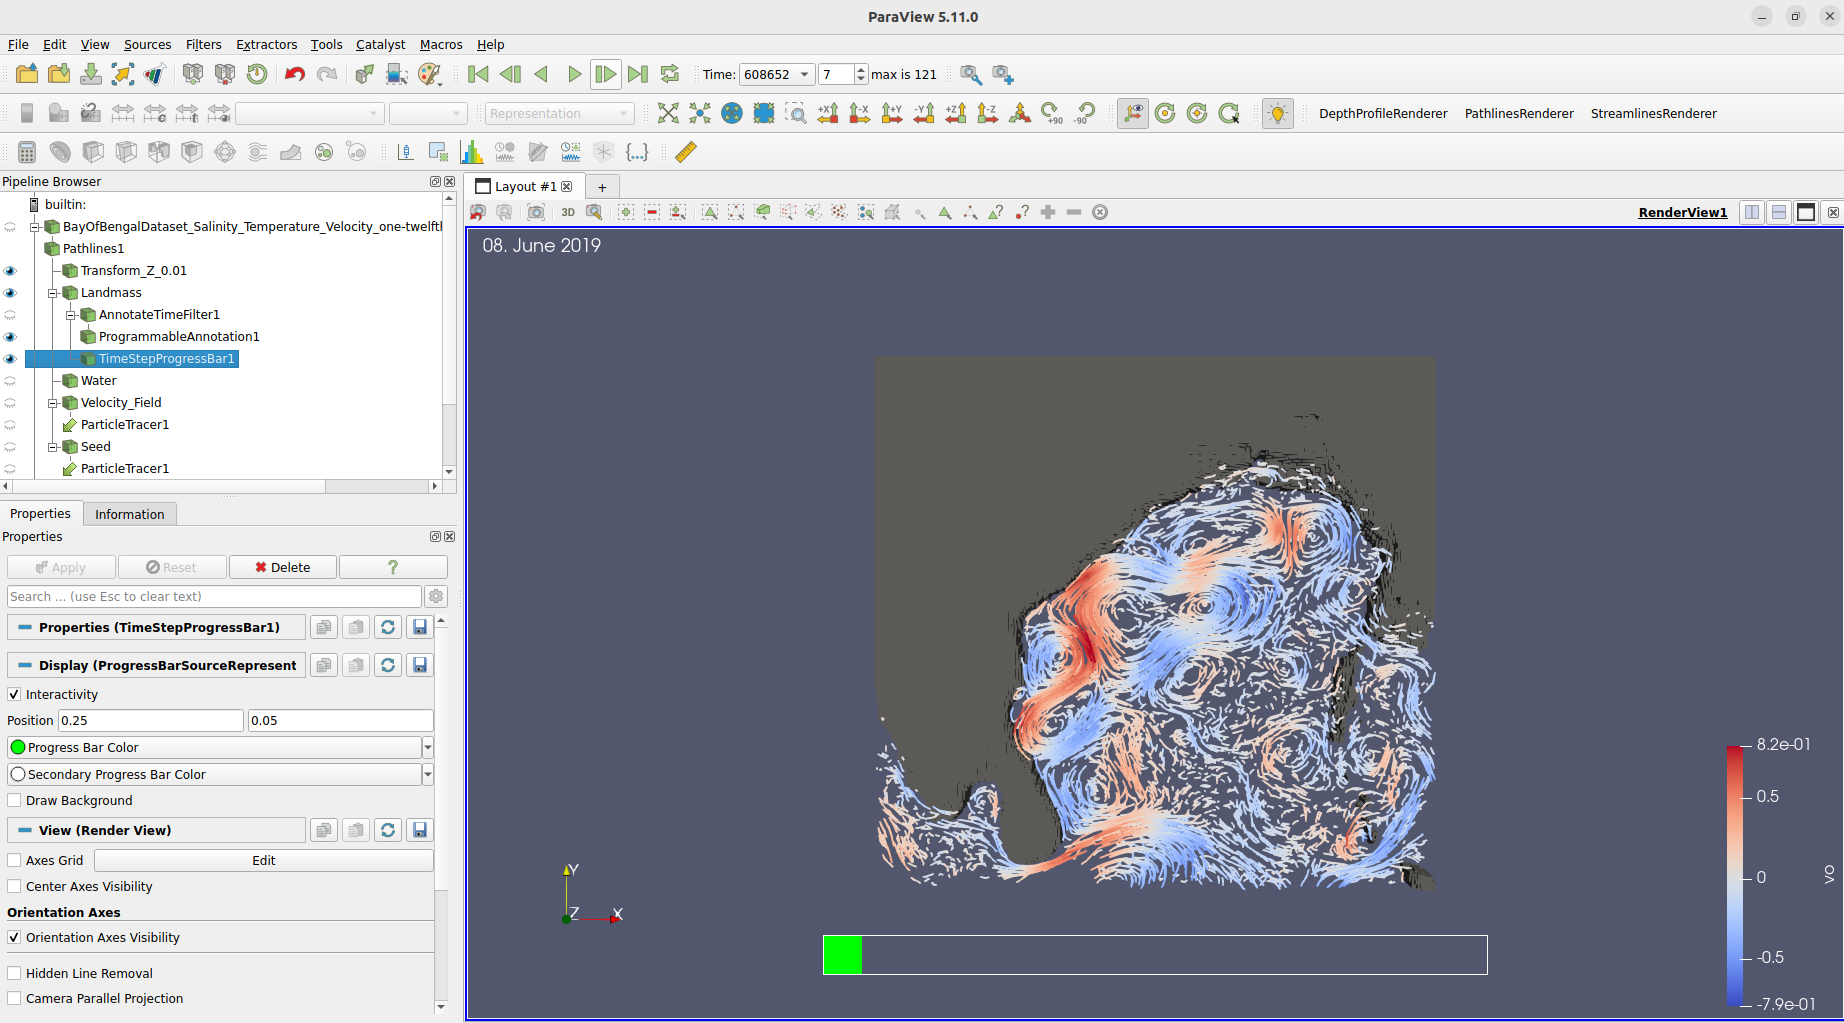 ParaView 5.11.0
File Edit View Sources Filters Extractors Tools Catalyst Macros Help
Time: 608652 7 max is 121
Representation
+X -X +Y -Y +Z -Z +90 -90
DepthProfileRenderer PathlinesRenderer StreamlinesRenderer
Pipeline Browser
Layout #1 +
builtin:
3D
RenderView1
BayOfBengalDataset_Salinity_Temperature_Velocity_one-twelft
Pathlines1
Transform_Z_0.01
Landmass
AnnotateTimeFilter1
ProgrammableAnnotation1
TimeStepProgressBar1
Water
Velocity_Field
ParticleTracer1
Seed
ParticleTracer1
Properties Information
Properties
Apply Reset Delete ?
Search ... (use Esc to clear text)
Properties (TimeStepProgressBar1)
Display (ProgressBarSourceRepresent
Interactivity
Position 0.25 0.05
Progress Bar Color
Secondary Progress Bar Color
Draw Background
View (Render View)
Axes Grid Edit
Center Axes Visibility
Orientation Axes
Orientation Axes Visibility
Hidden Line Removal
Camera Parallel Projection
08. June 2019
Y
Z X
8.2e-01
0.5
0
-0.5
-7.9e-01
vo